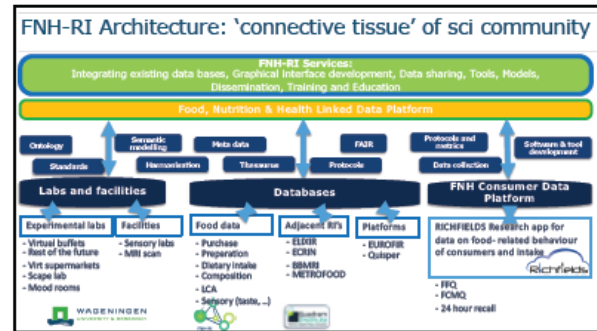 FNH-RI Architecture: ‘connective tissue’ of sci community
FNH-RI Services:
Integrating existing data bases, Graphical interface development, Data sharing, Tools, Models,
Dissemination, Training and Education
Food, Nutrition & Health Linked Data Platform
Ontology
Semantic
modelling
Meta data
FAIR
Protocols and
metrics
Software & tool
development
Standards
Harmonisation
Thusaurus
Protocols
Data collection
Labs and facilities
Databases
FNH Consumer Data
Platform
Experimental labs
- Virtual buffets
- Rest of the future
- Virt supermarkets
- Scape lab
- Mood rooms
Facilities
- Sensory labs
- MRI scan
Food data
- Purchase
- Preparation
- Dietary intake
- Composition
- LCA
- Sensory (taste, ...)
Adjacent RI's
- ELIXIR
- ECRIN
- BBMRI
- METROFOOD
Platforms
- EUROFIR
- Quisper
RICHFIELDS Research app for
data on food- related behaviour
of consumers and intake
Richfields
- FFQ
- FCMQ
- 24 hour recall
WAGENINGEN
UNIVERSITY & RESEARCH
Quadram